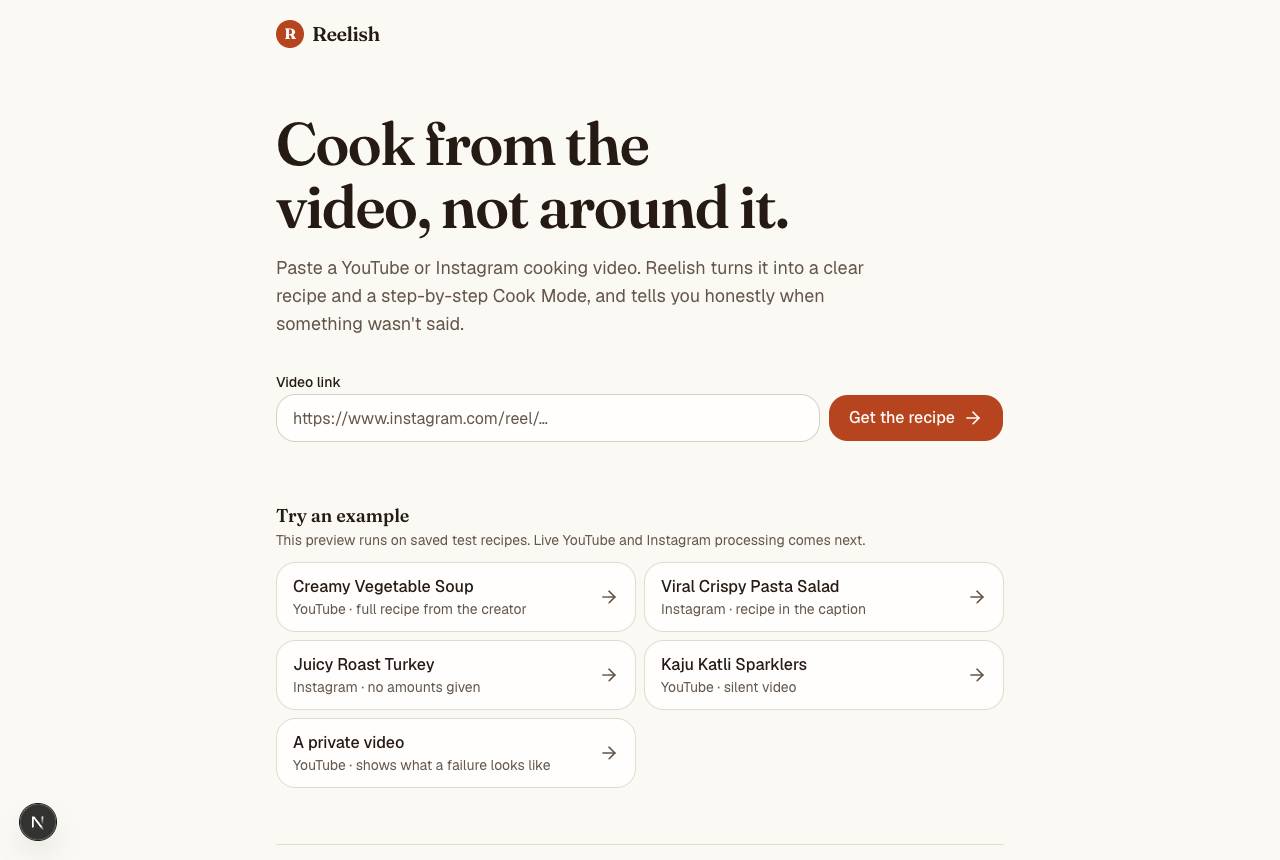 R Reelish
Cook from the
video, not around it.
Paste a YouTube or Instagram cooking video. Reelish turns it into a clear
recipe and a step-by-step Cook Mode, and tells you honestly when
something wasn't said.
Video link
https://www.instagram.com/reel/…
Get the recipe →
Try an example
This preview runs on saved test recipes. Live YouTube and Instagram processing comes next.
Creamy Vegetable Soup
YouTube · full recipe from the creator
Viral Crispy Pasta Salad
Instagram · recipe in the caption
Juicy Roast Turkey
Instagram · no amounts given
Kaju Katli Sparklers
YouTube · silent video
A private video
YouTube · shows what a failure looks like
N